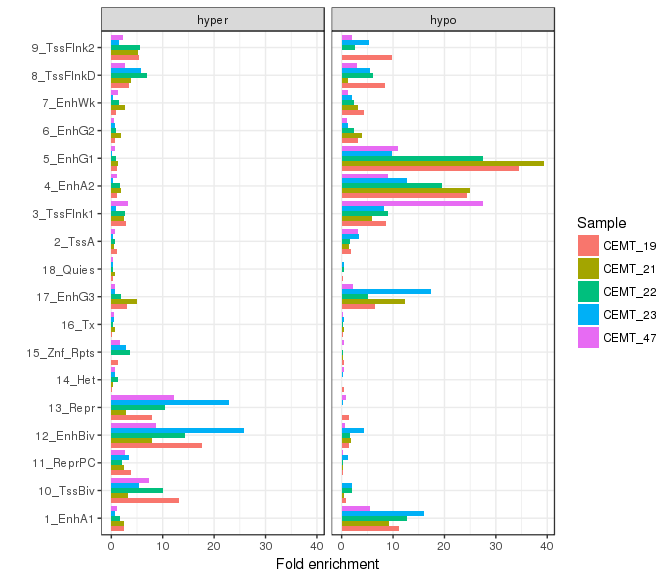 hyper hypo
9_TssFlnk2
8_TssFlnkD
7_EnhWk
6_EnhG2
5_EnhG1
4_EnhA2
3_TssFlnk1
2_TssA
18_Quies
17_EnhG3
16_Tx
15_Znf_Rpts
14_Het
13_Repr
12_EnhBiv
11_ReprPC
10_TssBiv
1_EnhA1
0 10 20 30 40 0 10 20 30 40
Fold enrichment
Sample
CEMT_19
CEMT_21
CEMT_22
CEMT_23
CEMT_47